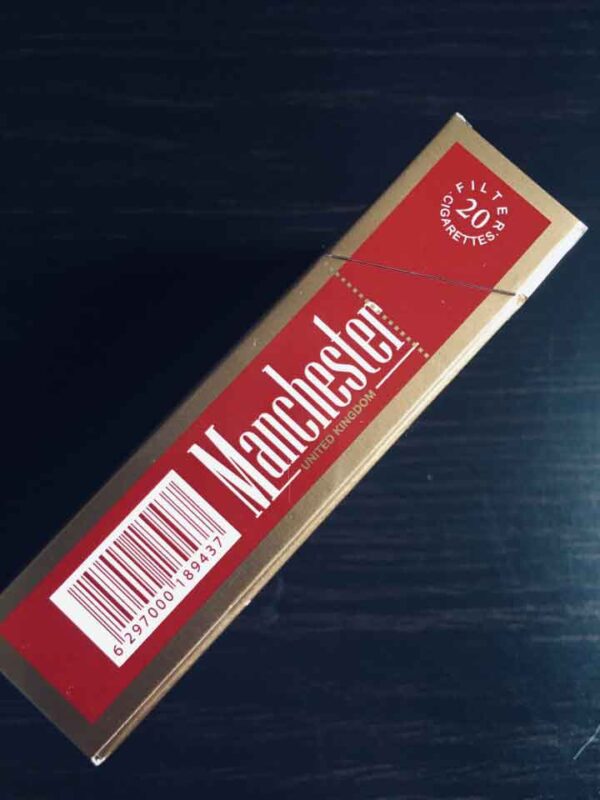 FILTER
20
CIGARETTES
Manchester
UNITED KINGDOM
6 297000 189437